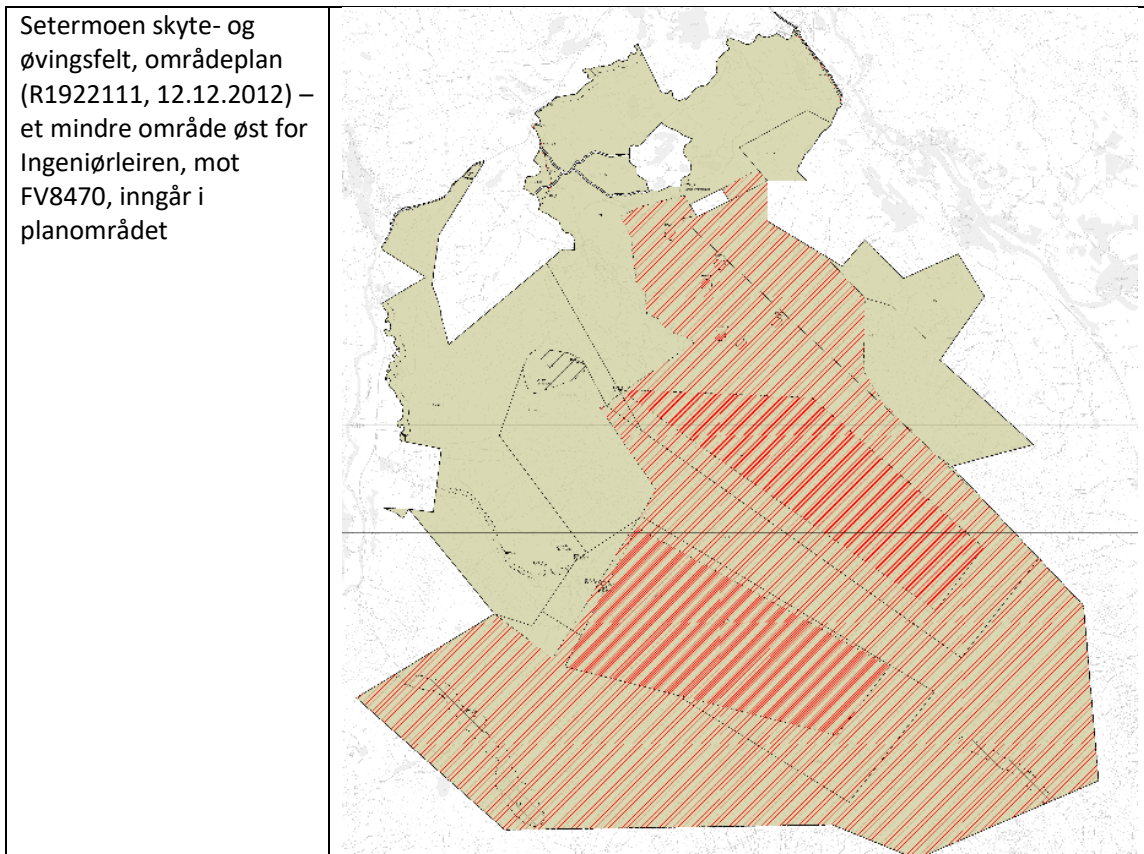 Setermoen skyte- og
øvingsfelt, områdeplan
(R1922111, 12.12.2012) –
et mindre område øst for
Ingeniørleiren, mot
FV8470, inngår i
planområdet